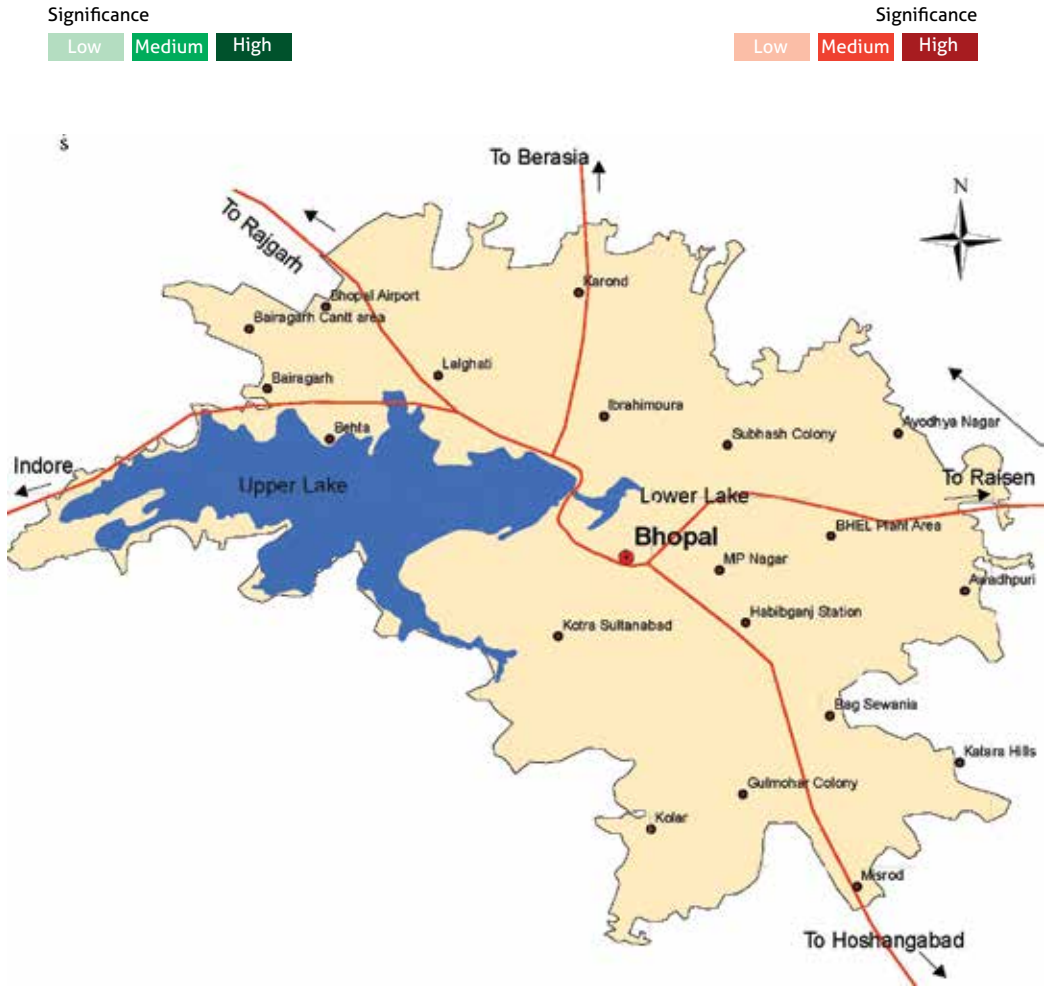 Significance
Significance
Low Medium High
Low Medium High
To Berasia
N
To Rajgarh
Karond
Bhopal Airport
Bairagarh Cantt area
Lalghati
Bairagarh
Ibrahimpura
Behta
Subhash Colony
Ayodhya Nagar
Indore
Upper Lake
To Raisen
Lower Lake
BHEL Plant Area
Bhopal
MP Nagar
Awadhpuri
Habibganj Station
Kotra Sultanabad
Bag Sewania
Katara Hills
Gulmohar Colony
Kolar
Misrod
To Hoshangabad